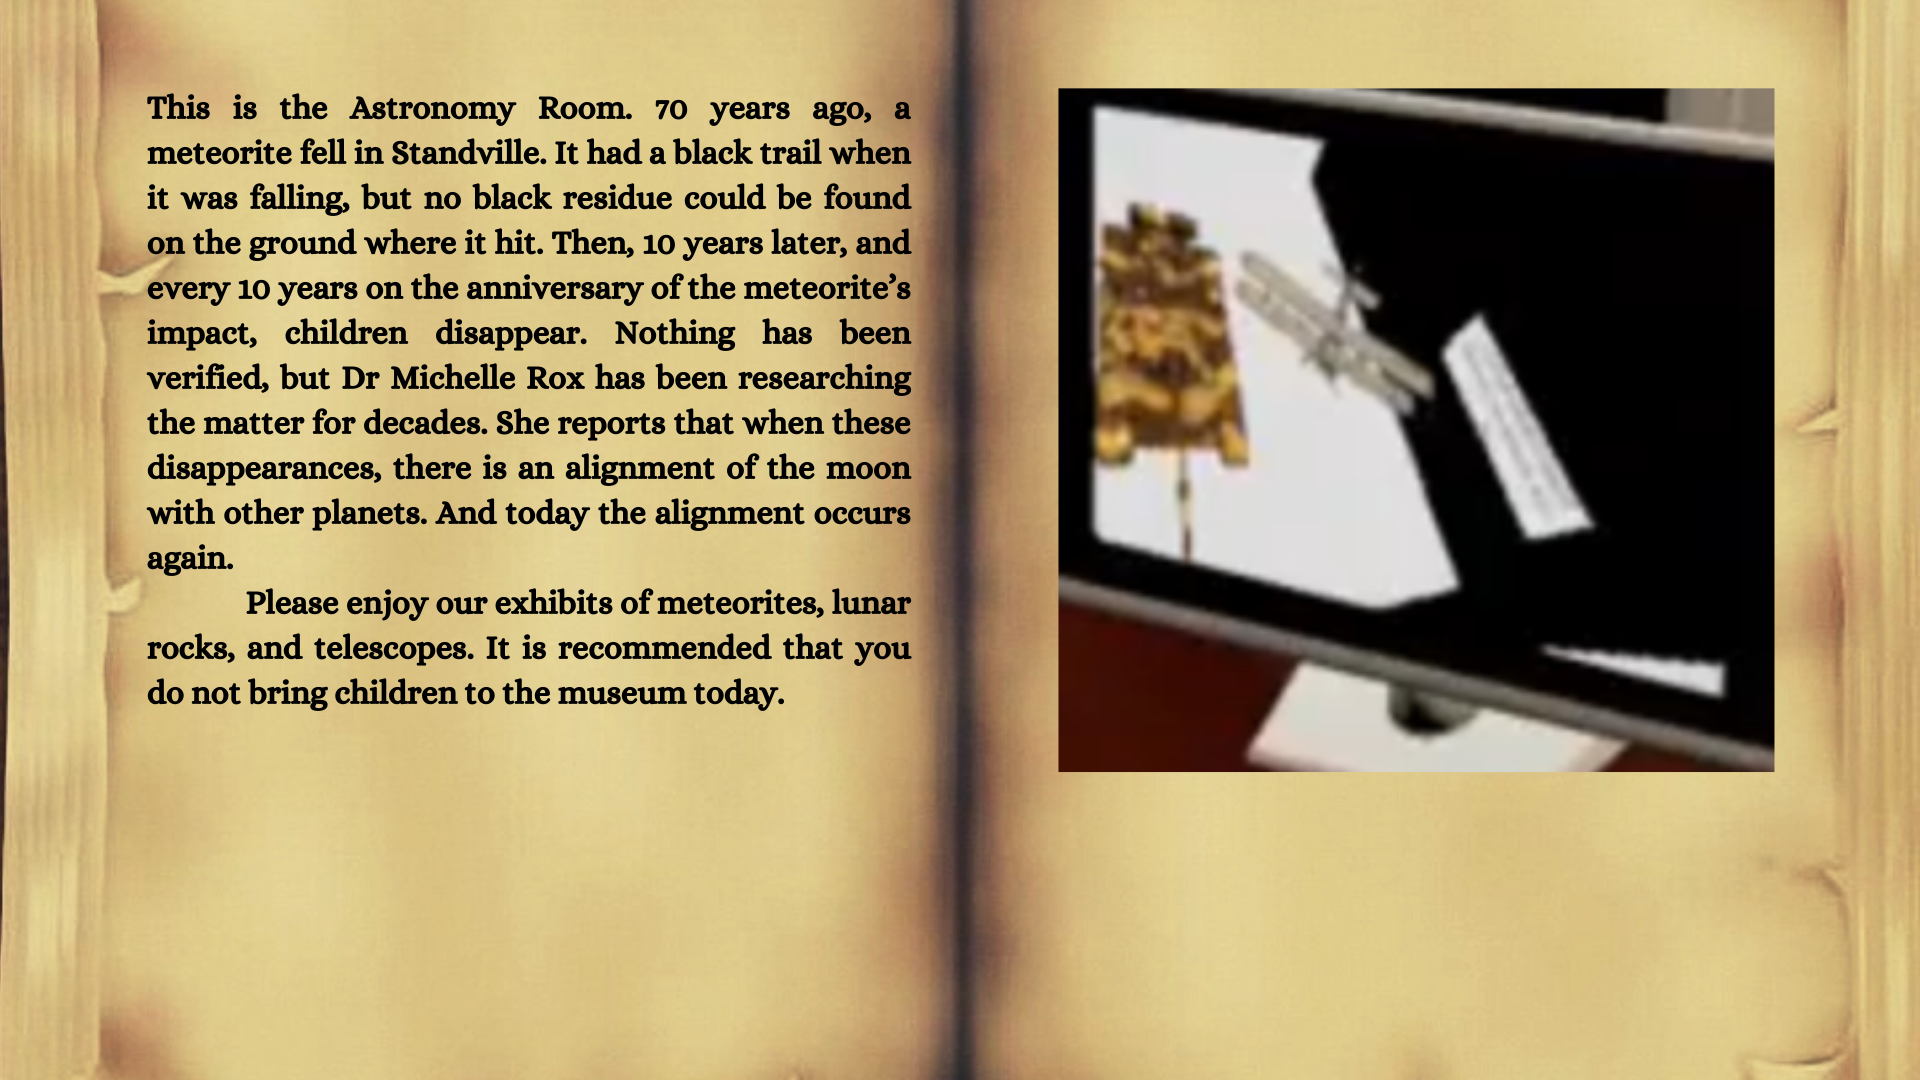 This is the Astronomy Room. 70 years ago, a
meteorite fell in Standville. It had a black trail when
it was falling, but no black residue could be found
on the ground where it hit. Then, 10 years later, and
every 10 years on the anniversary of the meteorite’s
impact, children disappear. Nothing has been
verified, but Dr Michelle Rox has been researching
the matter for decades. She reports that when these
disappearances, there is an alignment of the moon
with other planets. And today the alignment occurs
again.
Please enjoy our exhibits of meteorites, lunar
rocks, and telescopes. It is recommended that you
do not bring children to the museum today.